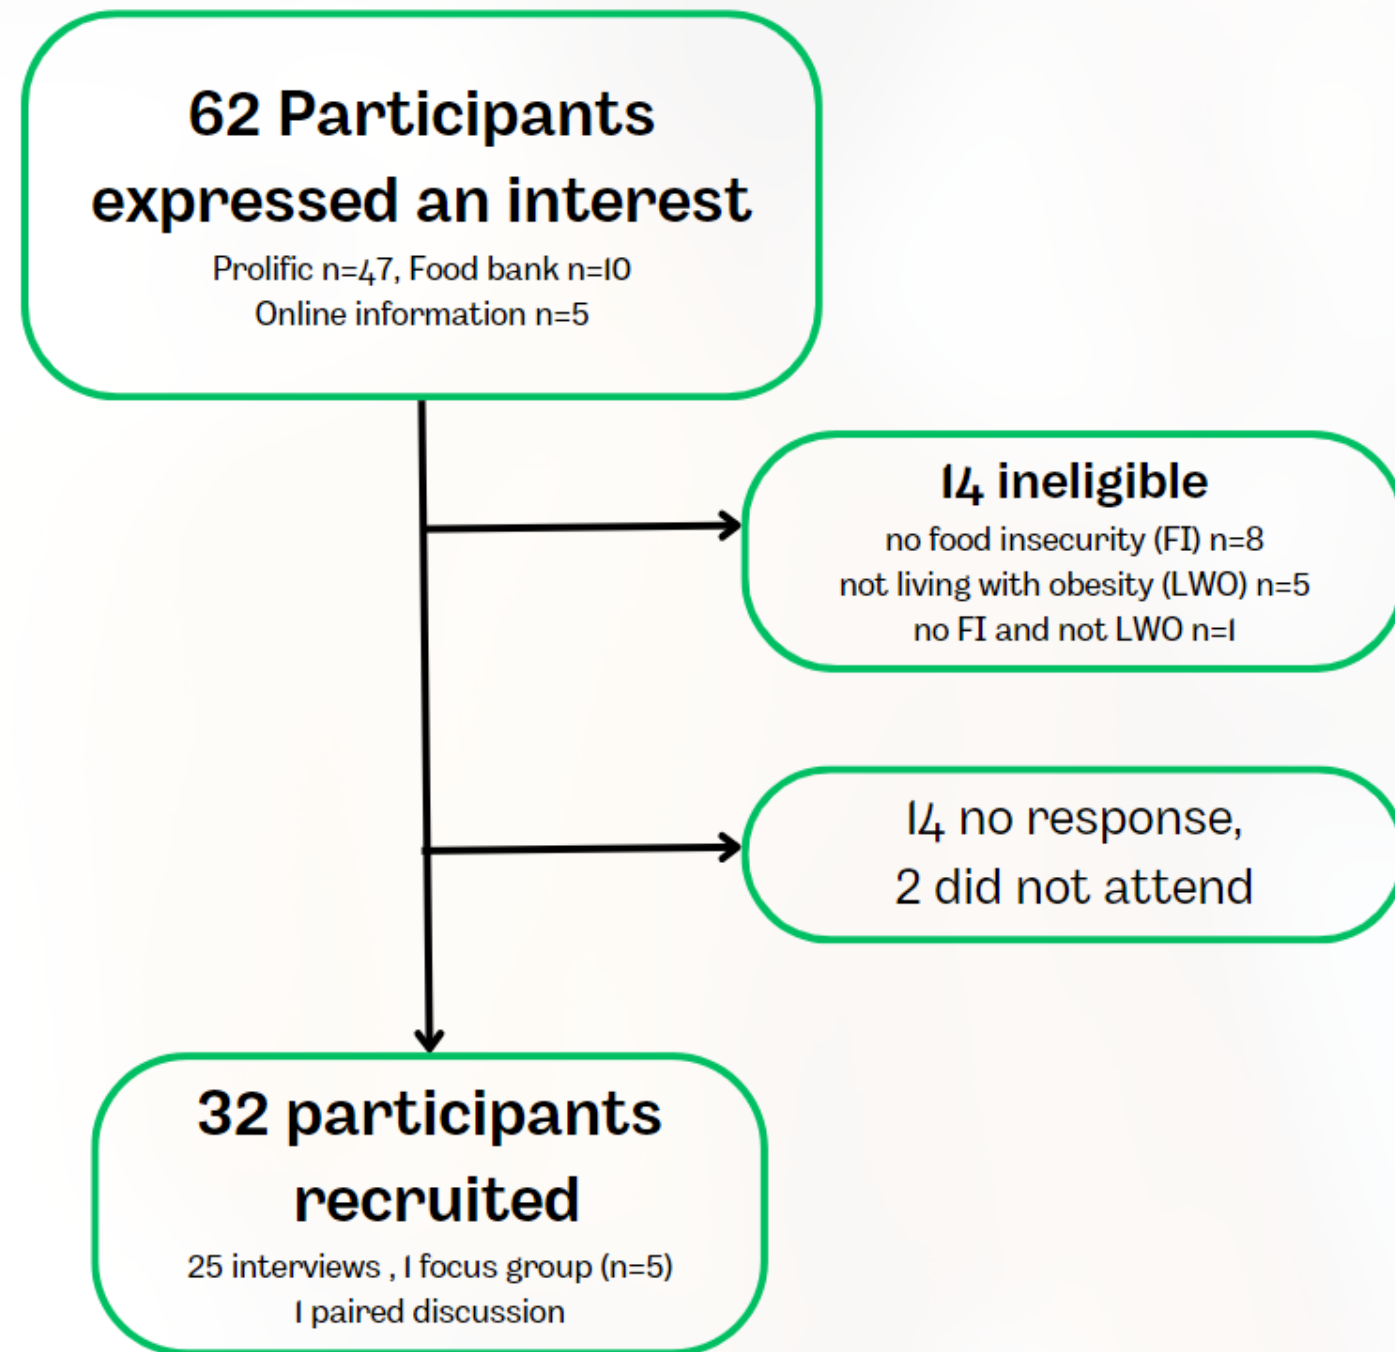 62 Participants
expressed an interest
Prolific n=47, Food bank n=10
Online information n=5
14 ineligible
no food insecurity (FI) n=8
not living with obesity (LWO) n=5
no FI and not LWO n=1
14 no response,
2 did not attend
32 participants
recruited
25 interviews , 1 focus group (n=5)
1 paired discussion